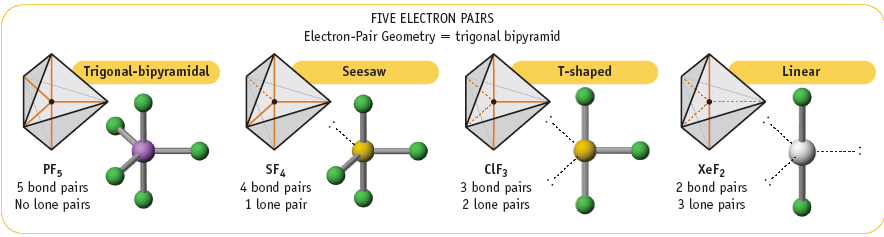 FIVE ELECTRON PAIRS
Electron-Pair Geometry = trigonal bipyramid
Trigonal-bipyramidal
PF₅
5 bond pairs
No lone pairs
Seesaw
SF₄
4 bond pairs
1 lone pair
T-shaped
ClF₃
3 bond pairs
2 lone pairs
Linear
XeF₂
2 bond pairs
3 lone pairs